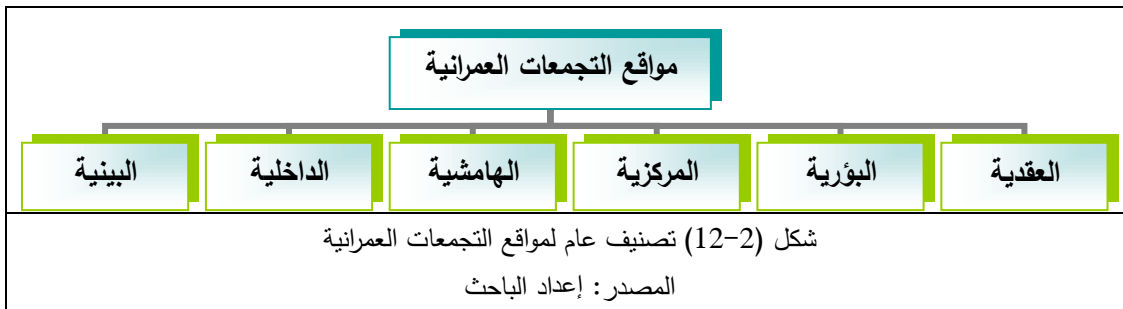 مواقع التجمعات العمرانية
العقدية البؤرية المركزية الهامشية الداخلية البينية
شكل (2-12) تصنيف عام لمواقع التجمعات العمرانية
المصدر: إعداد الباحث